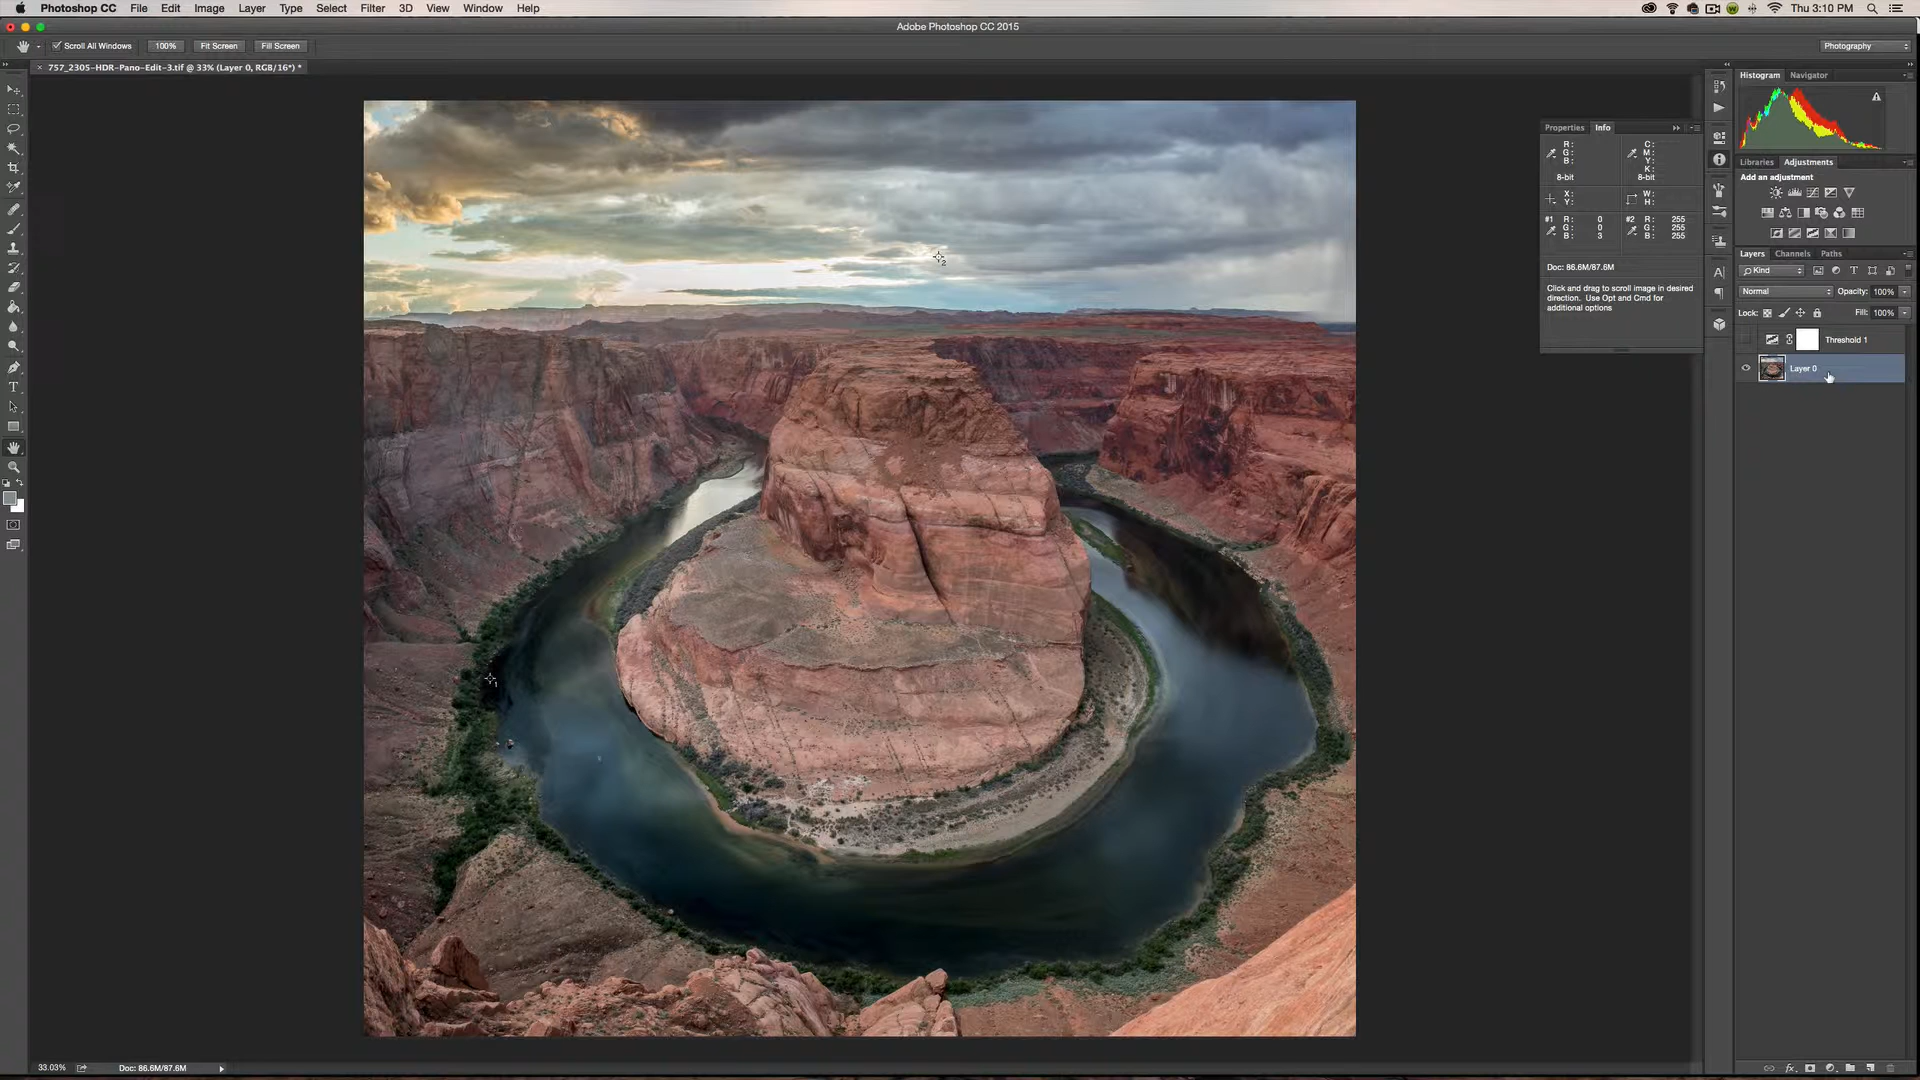 Photoshop CC File Edit Image Layer Type Select Filter 3D View Window Help Thu 3:10 PM
Adobe Photoshop CC 2015
Scroll All Windows 100% Fit Screen Fill Screen Photography
× 757_2305-HDR-Pano-Edit-3.tif @ 33% (Layer 0, RGB/16*) *
Histogram Navigator
Properties Info
R: C:
G: M:
B: Y:
K:
8-bit 8-bit
X: W:
Y: H:
#1 R: 0 #2 R: 255
G: 0 G: 255
B: 3 B: 255
Doc: 86.6M/87.6M
Click and drag to scroll image in desired
direction. Use Opt and Cmd for
additional options
Libraries Adjustments
Add an adjustment
Layers Channels Paths
Kind
Normal Opacity: 100%
Lock: Fill: 100%
Threshold 1
Layer 0
2
1
33.03% Doc: 86.6M/87.6M